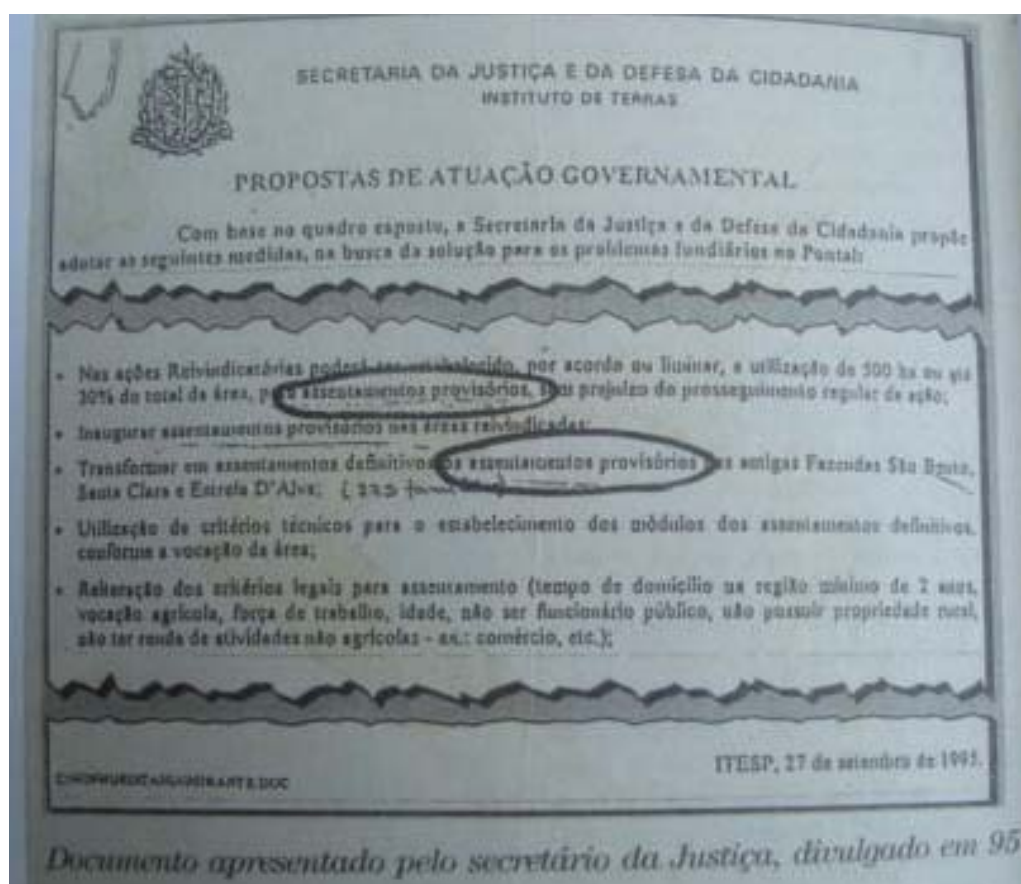 SECRETARIA DA JUSTIÇA E DA DEFESA DA CIDADANIA
INSTITUTO DE TERRAS
PROPOSTAS DE ATUAÇÃO GOVERNAMENTAL
Com base no quadro exposto, a Secretaria da Justiça e da Defesa da Cidadania propõe
adotar as seguintes medidas, na busca da solução para os problemas fundiários no Pontal:
• Nas ações Reivindicatórias poderá ser estabelecido, por acordo ou liminar, a utilização de 500 ha ou até
30% do total da área, para assentamentos provisórios, sem prejuízo do prosseguimento regular da ação;
• Inaugurar assentamentos provisórios nas áreas reivindicadas;
• Transformar em assentamentos definitivos os assentamentos provisórios nas antigas Fazendas São Bento,
Santa Clara e Estrela D'Alva;
• Utilização de critérios técnicos para o estabelecimento dos módulos dos assentamentos definitivos,
conforme a vocação da área;
• Reiteração dos critérios legais para assentamento (tempo de domicílio na região mínimo de 2 anos,
vocação agrícola, força de trabalho, idade, não ser funcionário público, não possuir propriedade rural,
não ter renda de atividades não agrícolas - ex.: comércio, etc.);
ITESP, 27 de setembro de 1995.
Documento apresentado pelo secretário da Justiça, divulgado em 95